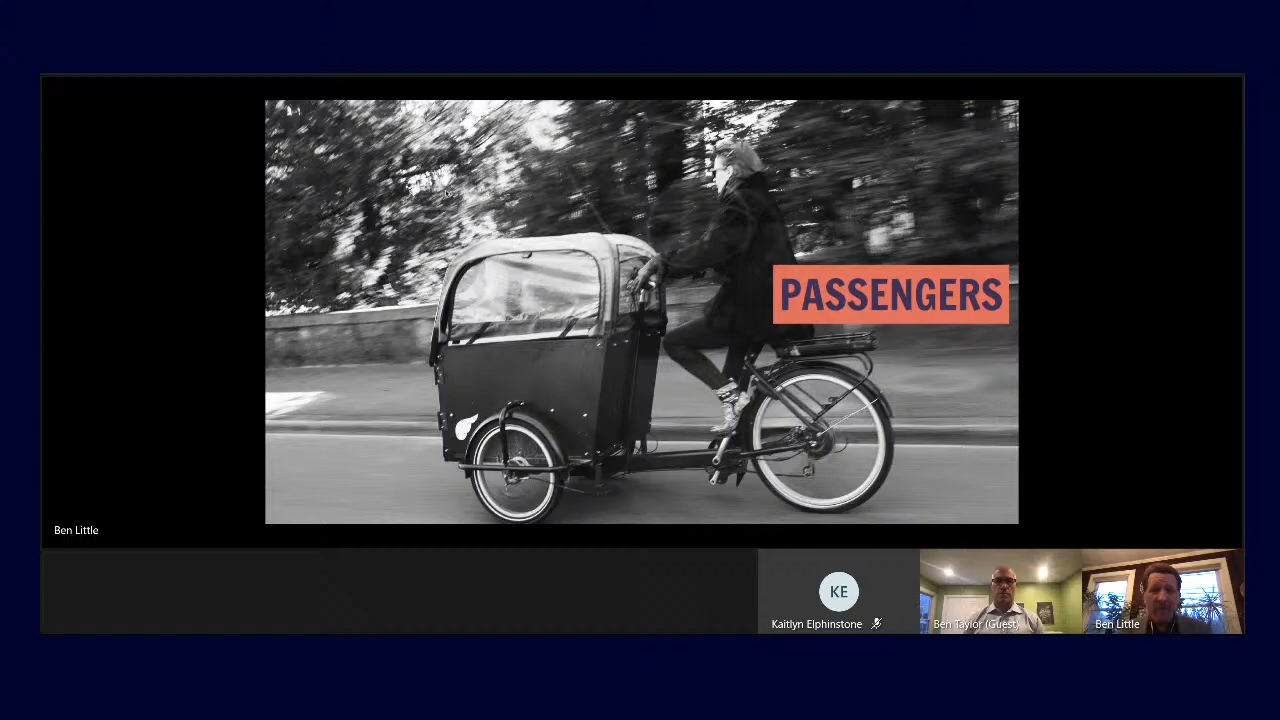 PASSENGERS
Ben Little
KE
Kaitlyn Elphinstone
Ben Taylor (Guest)
Ben Little